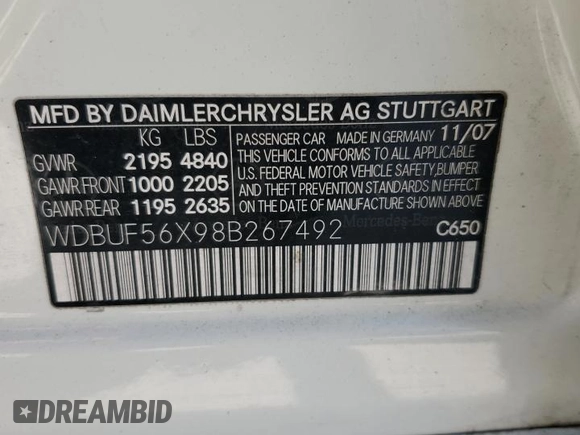 MFD BY DAIMLERCHRYSLER AG STUTTGART
KG LBS
GVWR 2195 4840
GAWR FRONT 1000 2205
GAWR REAR 1195 2635
PASSENGER CAR MADE IN GERMANY 11/07
THIS VEHICLE CONFORMS TO ALL APPLICABLE
U.S. FEDERAL MOTOR VEHICLE SAFETY,BUMPER
AND THEFT PREVENTION STANDARDS IN EFFECT
ON THE DATE OF MANUFACTURE SHOWN ABOVE
WDBUF56X98B267492
C650
DREAMBID